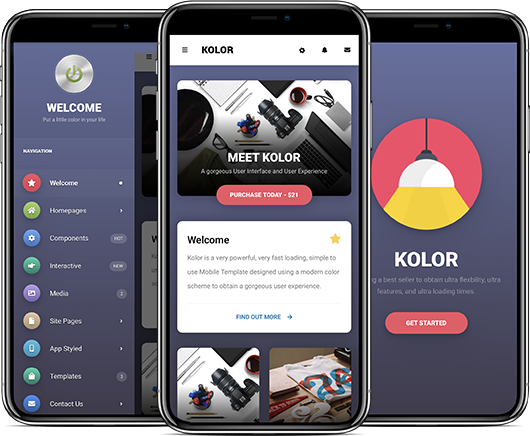 WELCOME
Put a little color in your life
NAVIGATION
Welcome
Homepages
Components HOT
Interactive NEW
Media 2
Site Pages
App Styled
Templates 3
Contact Us
KOLOR
MEET KOLOR
A gorgeous User Interface and User Experience
PURCHASE TODAY - $21
Welcome
Kolor is a very powerful, very fast loading, simple to
use Mobile Template designed using a modern color
scheme to obtain a gorgeous user experience.
FIND OUT MORE
KOLOR
a best seller to obtain ultra flexbility, ultra
features, and ultra loading times.
GET STARTED